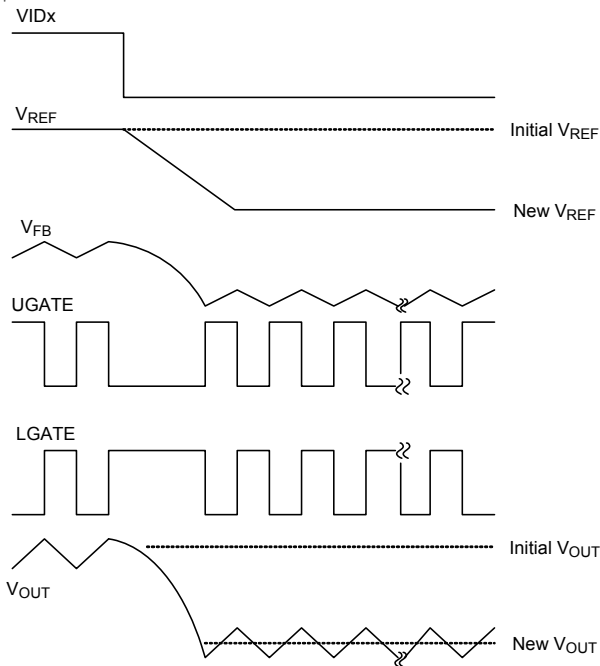 VIDx
VREF
Initial VREF
New VREF
VFB
UGATE
LGATE
Initial VOUT
VOUT
New VOUT